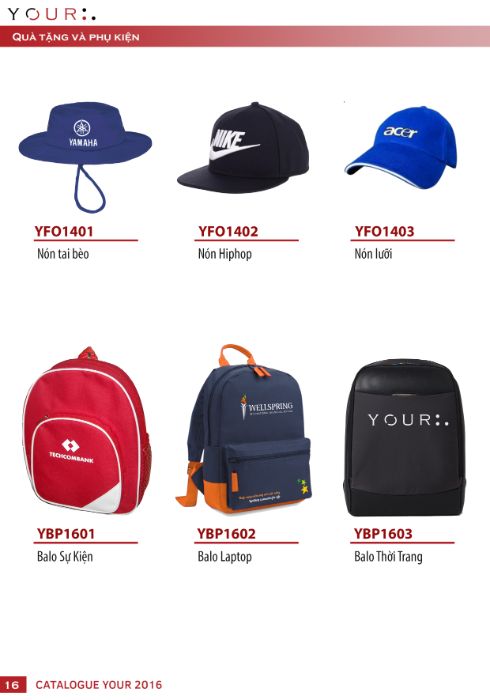 YOUR
QUÀ TẶNG VÀ PHỤ KIỆN
YAMAHA
NIKE
acer
YFO1401
YFO1402
YFO1403
Nón tai bèo
Nón Hiphop
Nón lưỡi
TECHCOMBANK
WELLSPRING
YOUR
YBP1601
YBP1602
YBP1603
Balo Sự Kiện
Balo Laptop
Balo Thời Trang
16 CATALOGUE YOUR 2016